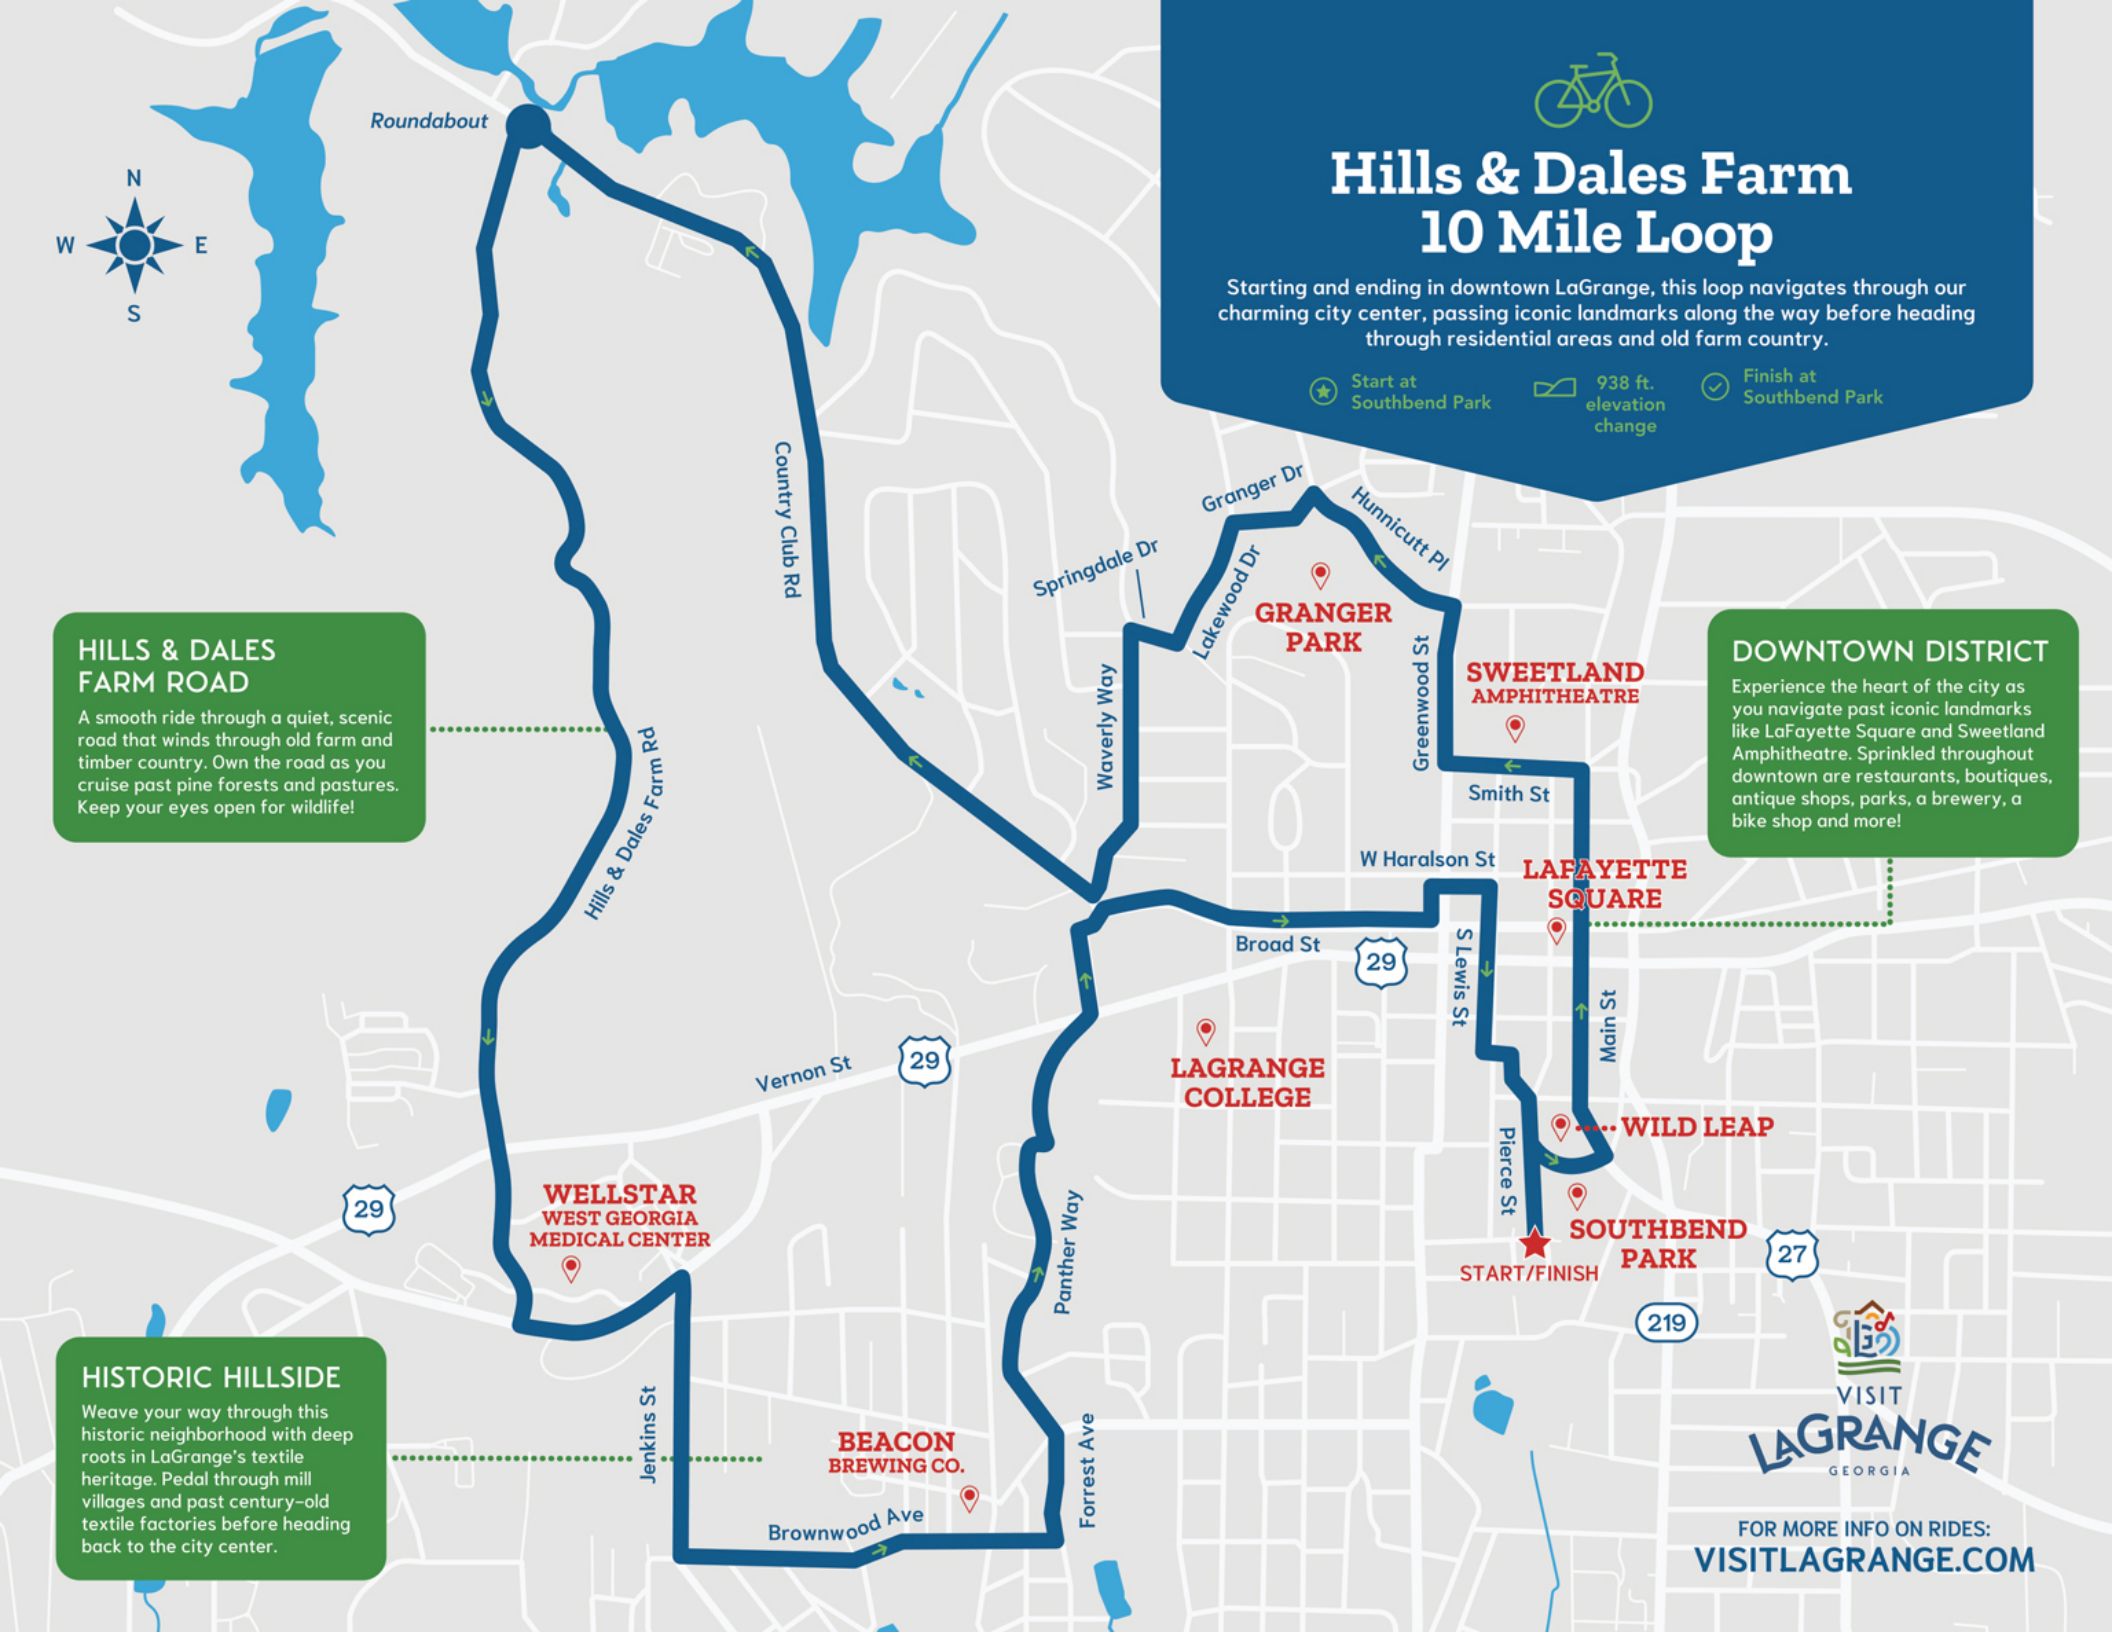 Hills & Dales Farm
10 Mile Loop
Starting and ending in downtown LaGrange, this loop navigates through our
charming city center, passing iconic landmarks along the way before heading
through residential areas and old farm country.
Start at
Southbend Park
938 ft.
elevation
change
Finish at
Southbend Park
Roundabout
N
W
E
S
Country Club Rd
Granger Dr
Hunnicutt Pl
Springdale Dr
Lakewood Dr
GRANGER
PARK
Waverly Way
Greenwood St
SWEETLAND
AMPHITHEATRE
Smith St
HILLS & DALES
FARM ROAD
A smooth ride through a quiet, scenic
road that winds through old farm and
timber country. Own the road as you
cruise past pine forests and pastures.
Keep your eyes open for wildlife!
Hills & Dales Farm Rd
DOWNTOWN DISTRICT
Experience the heart of the city as
you navigate past iconic landmarks
like LaFayette Square and Sweetland
Amphitheatre. Sprinkled throughout
downtown are restaurants, boutiques,
antique shops, parks, a brewery, a
bike shop and more!
W Haralson St
LAFAYETTE
SQUARE
Broad St
29
S Lewis St
Main St
LAGRANGE
COLLEGE
Vernon St
29
WILD LEAP
Pierce St
29
WELLSTAR
WEST GEORGIA
MEDICAL CENTER
Panther Way
SOUTHBEND
PARK
START/FINISH
27
219
HISTORIC HILLSIDE
Weave your way through this
historic neighborhood with deep
roots in LaGrange's textile
heritage. Pedal through mill
villages and past century-old
textile factories before heading
back to the city center.
Jenkins St
BEACON
BREWING CO.
Brownwood Ave
Forrest Ave
LG
VISIT
LAGRANGE
GEORGIA
FOR MORE INFO ON RIDES:
VISITLAGRANGE.COM